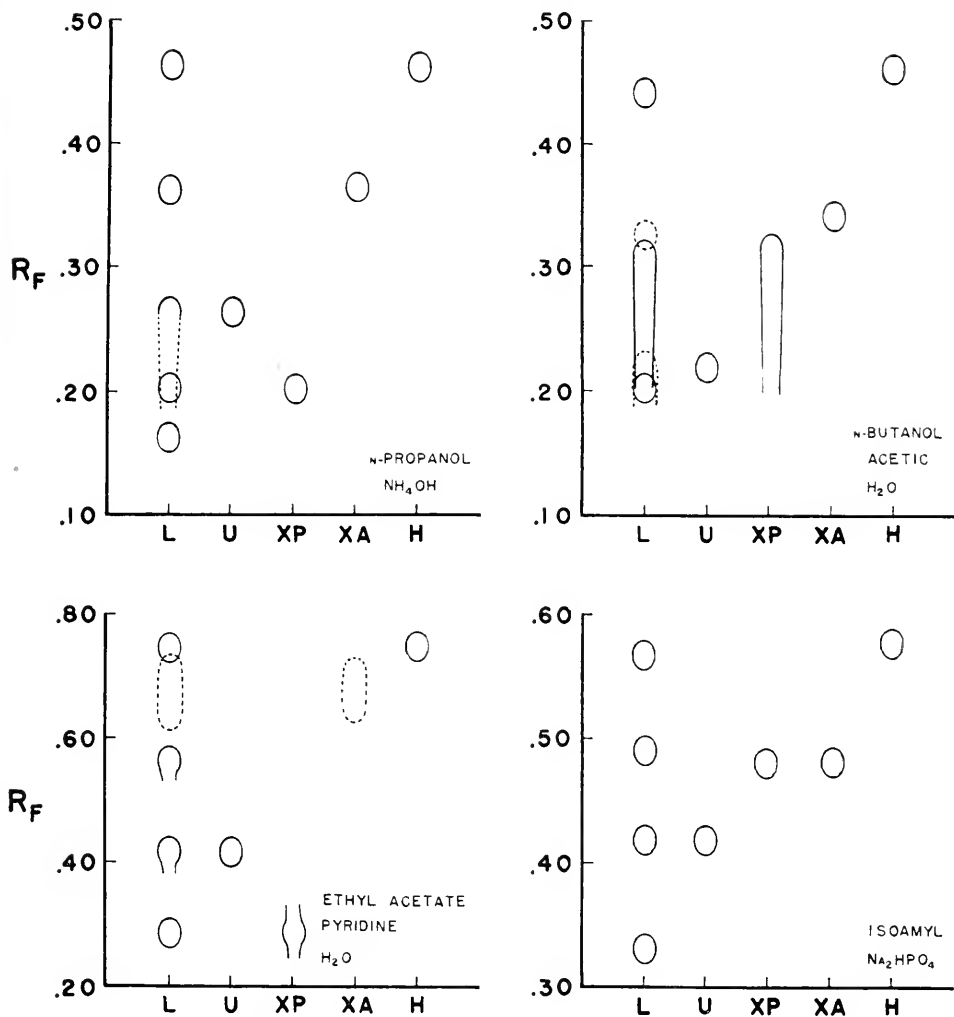 .50
.40
.30
.20
.10
RF
L U XP XA H
N-PROPANOL
NH4OH
.50
.40
.30
.20
.10
L U XP XA H
N-BUTANOL
ACETIC
H2O
.80
.60
.40
.20
RF
L U XP XA H
ETHYL ACETATE
PYRIDINE
H2O
.60
.50
.40
.30
L U XP XA H
ISOAMYL
NA2HPO4